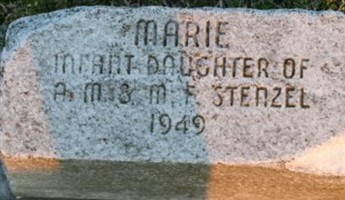 MARIE
INFANT DAUGHTER OF
A. M. & M. F. STENZEL
1949